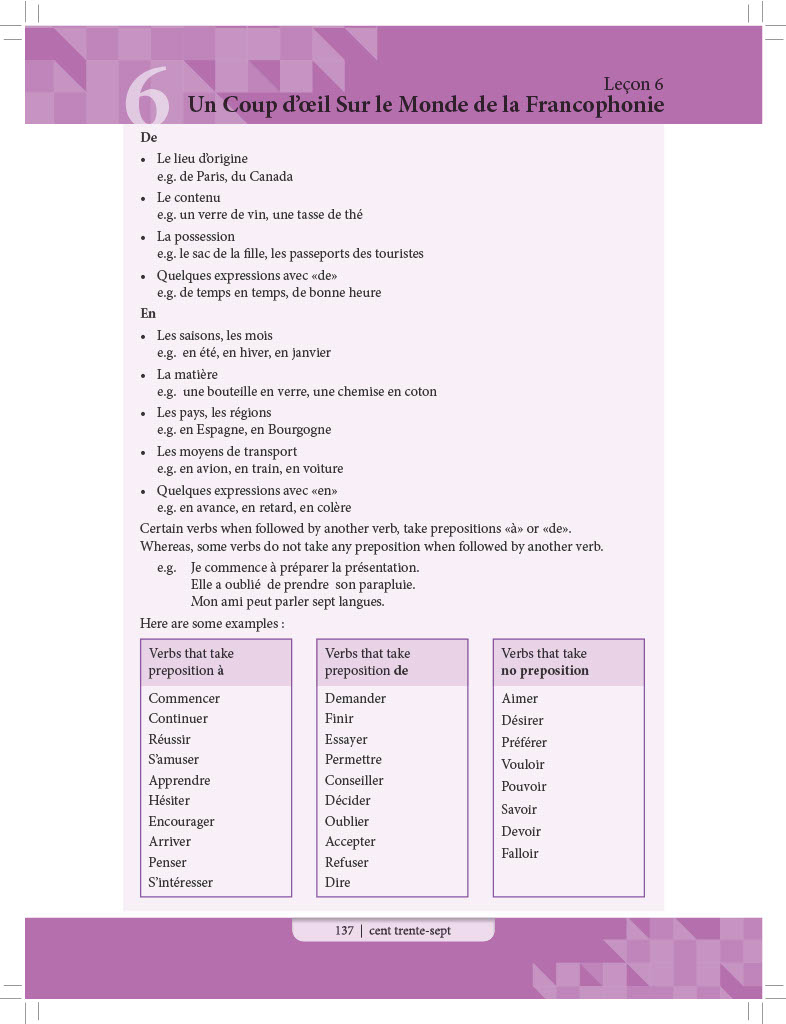 6
Leçon 6
Un Coup d’œil Sur le Monde de la Francophonie
De
• Le lieu d’origine
e.g. de Paris, du Canada
• Le contenu
e.g. un verre de vin, une tasse de thé
• La possession
e.g. le sac de la fille, les passeports des touristes
• Quelques expressions avec «de»
e.g. de temps en temps, de bonne heure
En
• Les saisons, les mois
e.g. en été, en hiver, en janvier
• La matière
e.g. une bouteille en verre, une chemise en coton
• Les pays, les régions
e.g. en Espagne, en Bourgogne
• Les moyens de transport
e.g. en avion, en train, en voiture
• Quelques expressions avec «en»
e.g. en avance, en retard, en colère
Certain verbs when followed by another verb, take prepositions «à» or «de».
Whereas, some verbs do not take any preposition when followed by another verb.
e.g. Je commence à préparer la présentation.
Elle a oublié de prendre son parapluie.
Mon ami peut parler sept langues.
Here are some examples :
Verbs that take
preposition à
Commencer
Continuer
Réussir
S’amuser
Apprendre
Hésiter
Encourager
Arriver
Penser
S’intéresser
Verbs that take
preposition de
Demander
Finir
Essayer
Permettre
Conseiller
Décider
Oublier
Accepter
Refuser
Dire
Verbs that take
no preposition
Aimer
Désirer
Préférer
Vouloir
Pouvoir
Savoir
Devoir
Falloir
137 | cent trente-sept